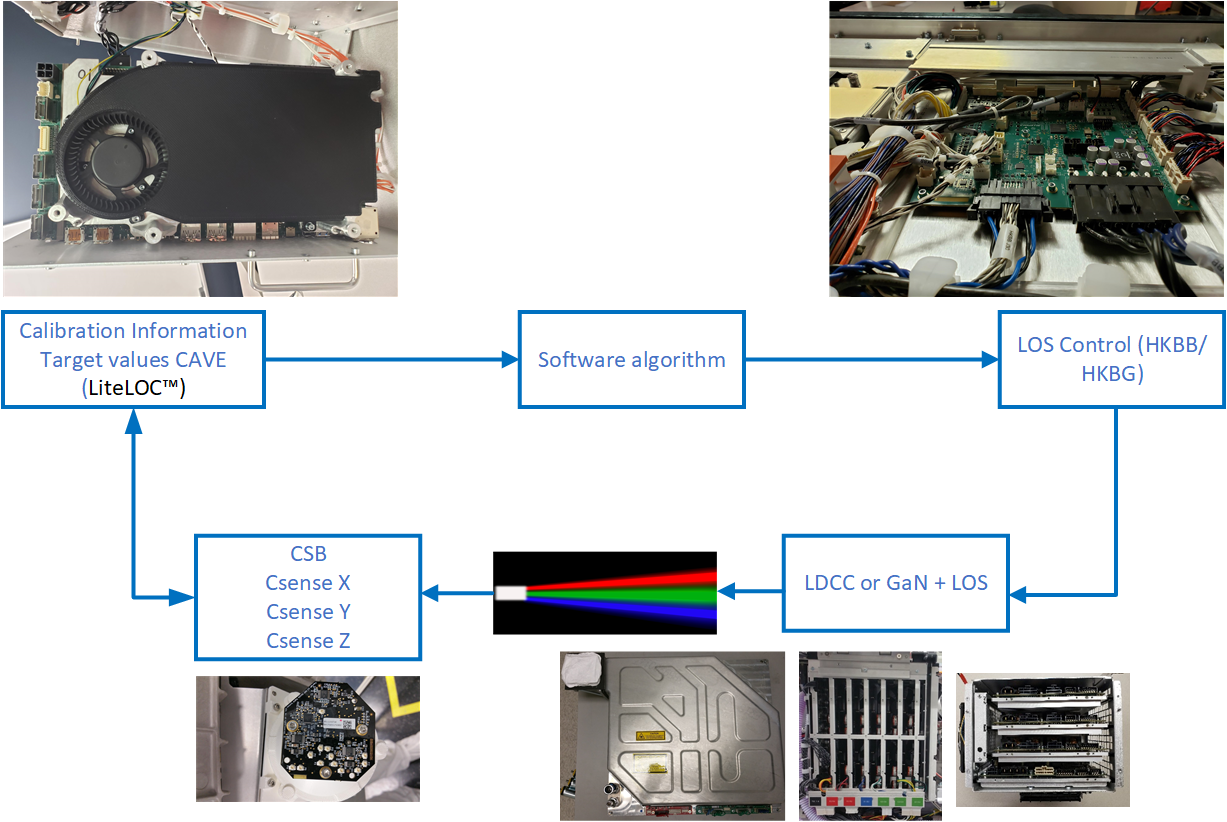 Calibration Information
Target values CAVE
(LiteLOC™)
Software algorithm
LOS Control (HKBB/
HKBG)
CSB
Csense X
Csense Y
Csense Z
LDCC or GaN + LOS